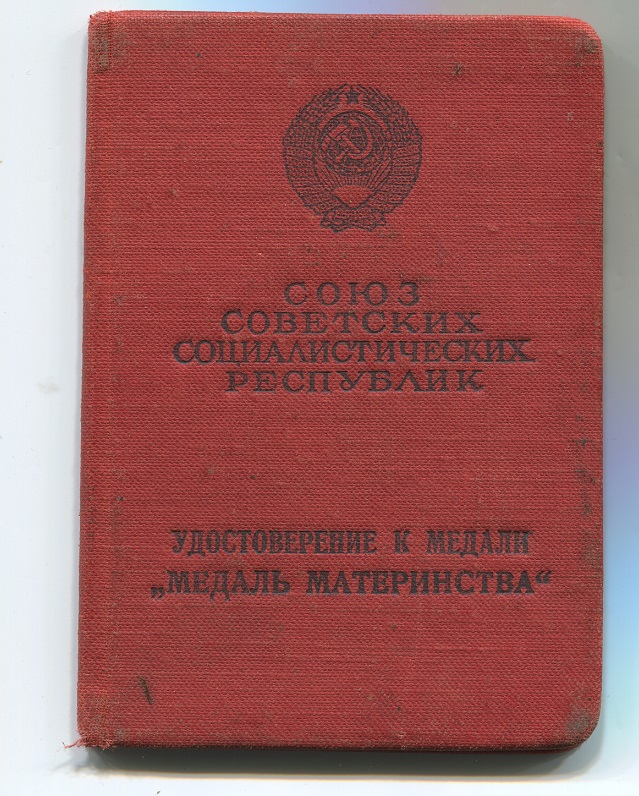 СОЮЗ
СОВЕТСКИХ
СОЦИАЛИСТИЧЕСКИХ
РЕСПУБЛИК
УДОСТОВЕРЕНИЕ К МЕДАЛИ
„МЕДАЛЬ МАТЕРИНСТВА“